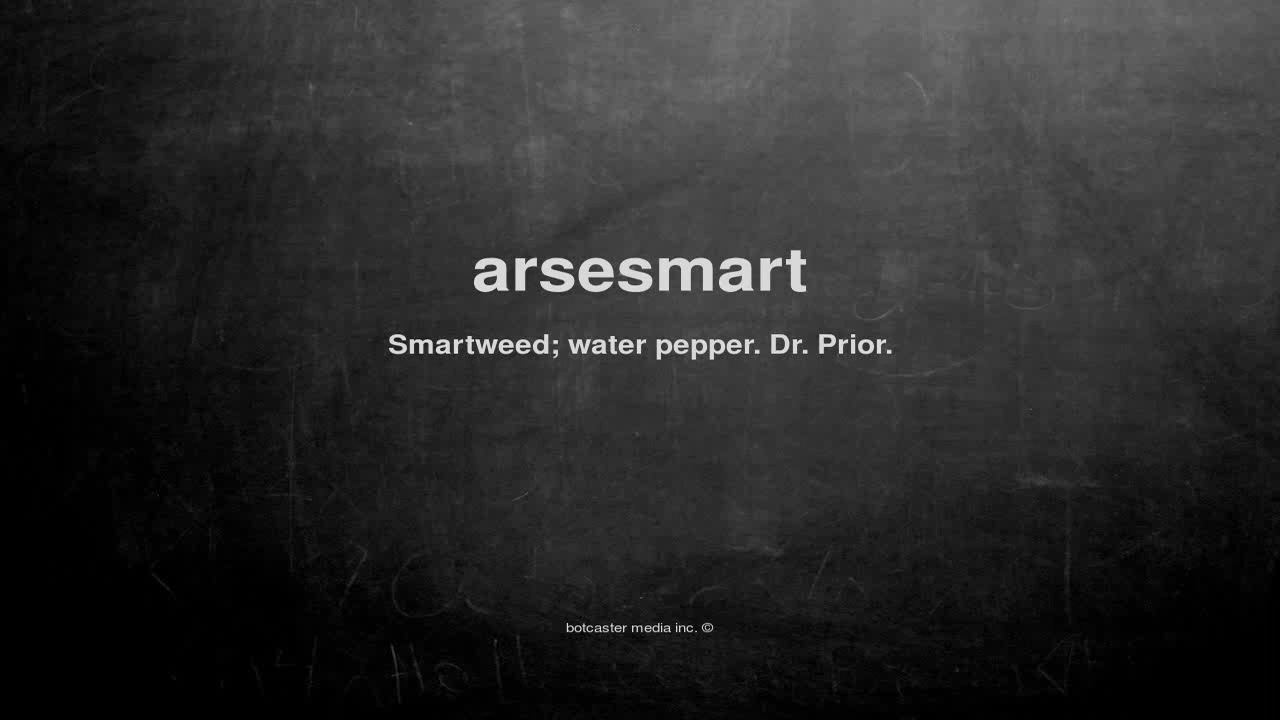 arsesmart
Smartweed; water pepper. Dr. Prior.
botcaster media inc. ©